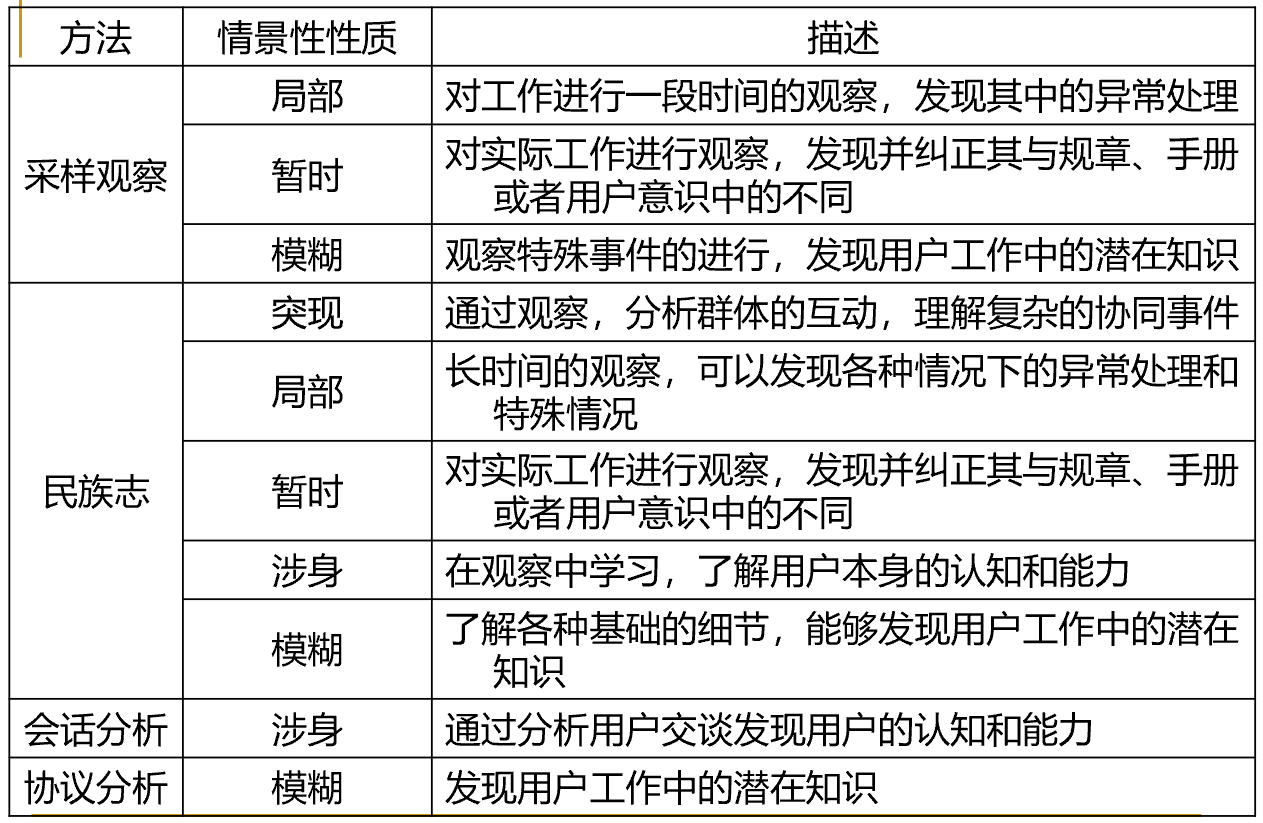 方法 情景性性质 描述
采样观察
局部 对工作进行一段时间的观察，发现其中的异常处理
暂时 对实际工作进行观察，发现并纠正其与规章、手册
或者用户意识中的不同
模糊 观察特殊事件的进行，发现用户工作中的潜在知识
民族志
突现 通过观察，分析群体的互动，理解复杂的协同事件
局部 长时间的观察，可以发现各种情况下的异常处理和
特殊情况
暂时 对实际工作进行观察，发现并纠正其与规章、手册
或者用户意识中的不同
涉身 在观察中学习，了解用户本身的认知和能力
模糊 了解各种基础的细节，能够发现用户工作中的潜在
知识
会话分析 涉身 通过分析用户交谈发现用户的认知和能力
协议分析 模糊 发现用户工作中的潜在知识